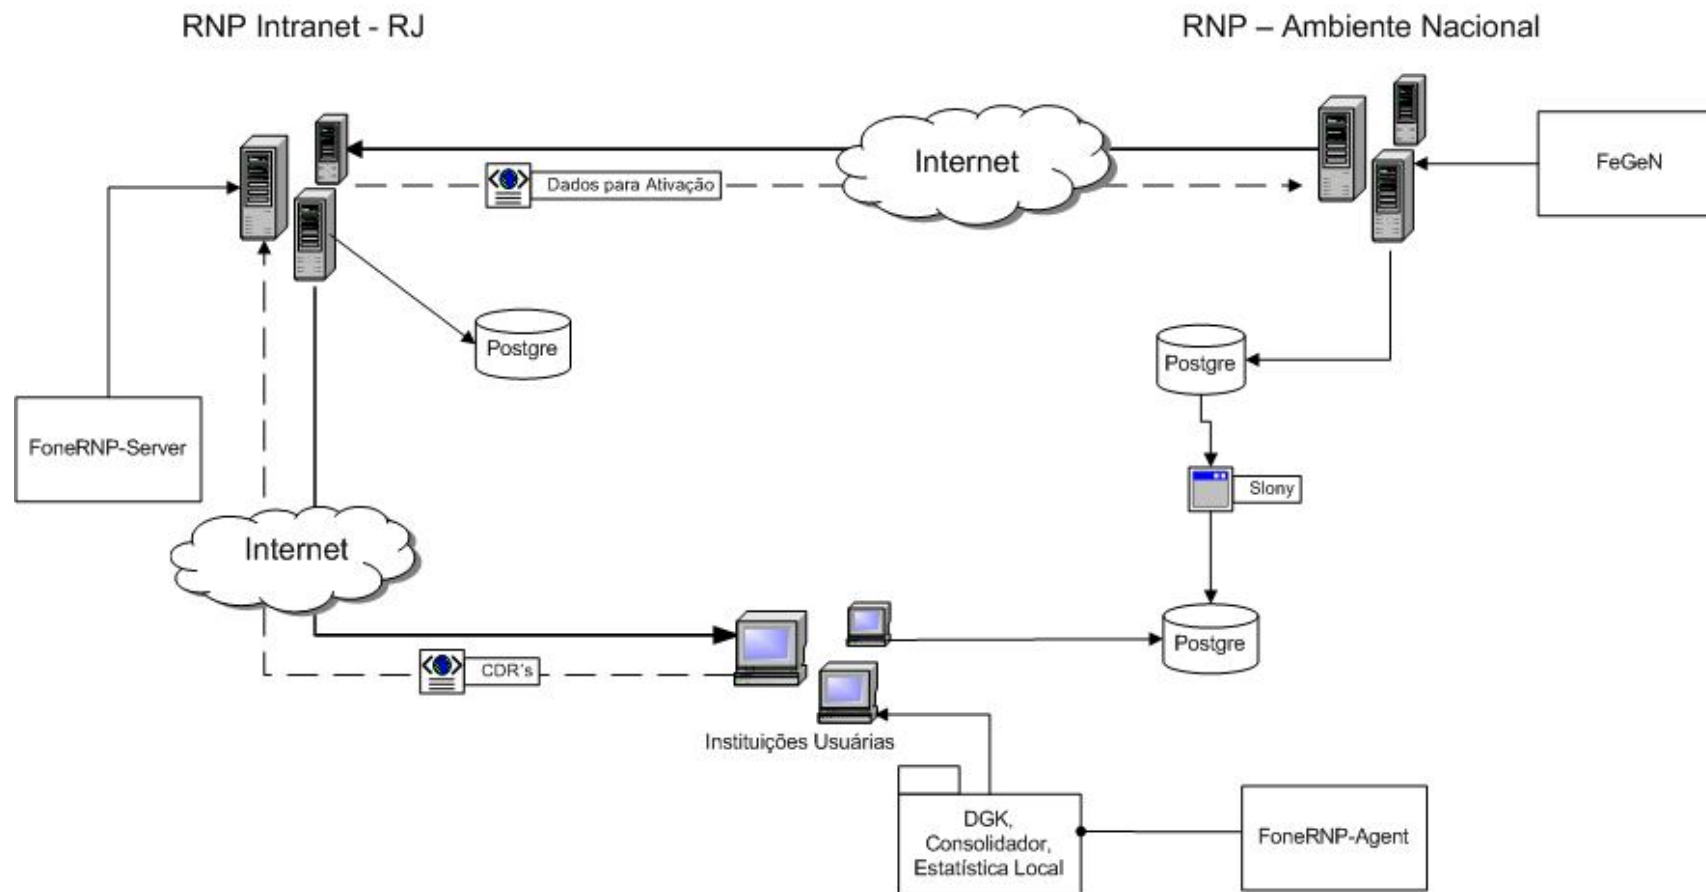 RNP Intranet - RJ
RNP – Ambiente Nacional
Internet
FeGeN
Dados para Ativação
Postgre
Postgre
FoneRNP-Server
Slony
Internet
Postgre
CDR´s
Instituições Usuárias
DGK,
Consolidador,
Estatística Local
FoneRNP-Agent